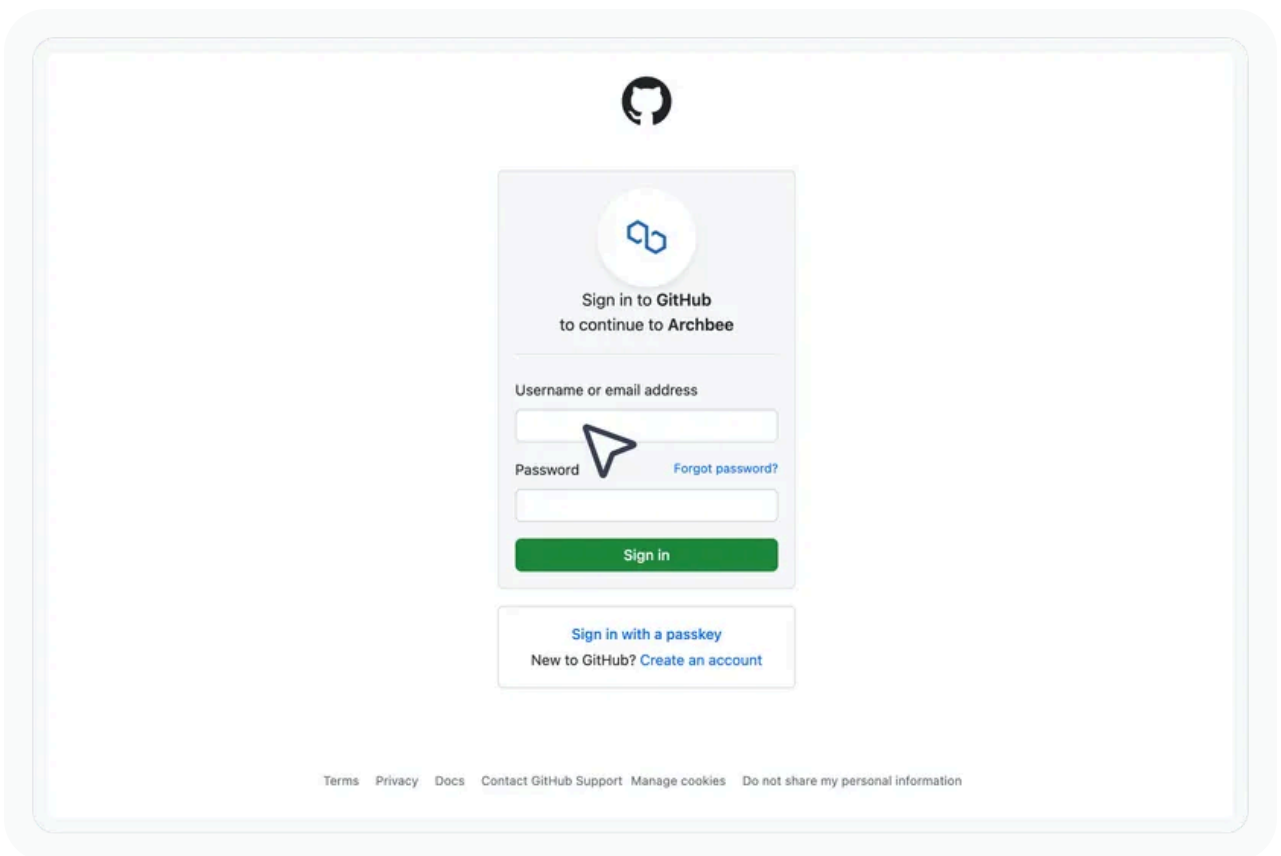 Sign in to GitHub
to continue to Archbee
Username or email address
Password Forgot password?
Sign in
Sign in with a passkey
New to GitHub? Create an account
Terms Privacy Docs Contact GitHub Support Manage cookies Do not share my personal information